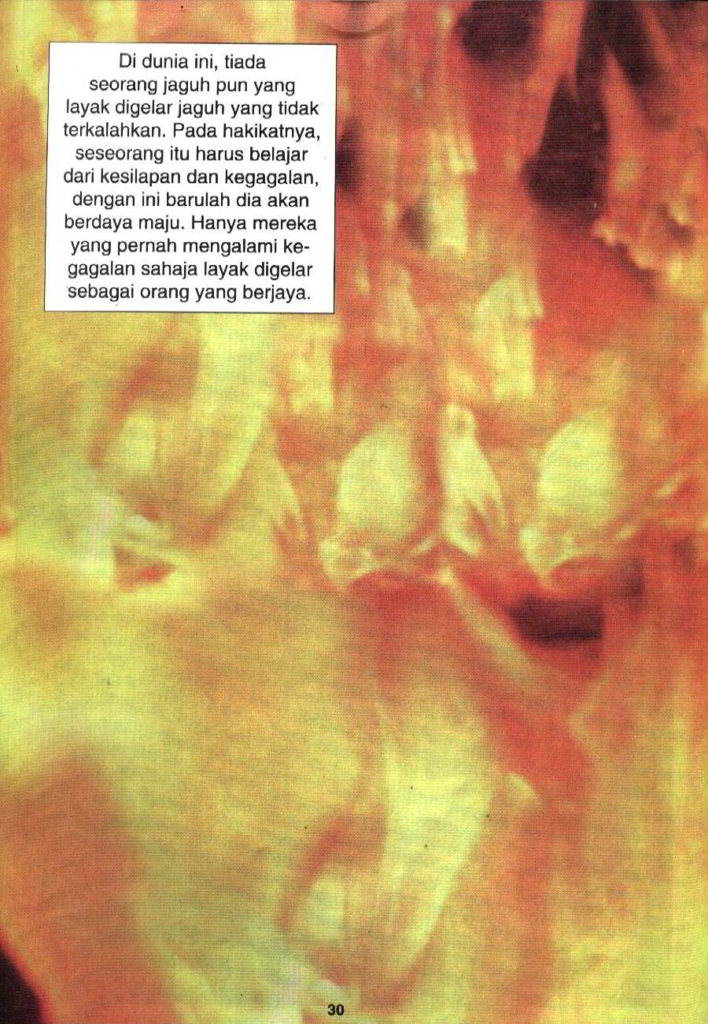 Di dunia ini, tiada
seorang jaguh pun yang
layak digelar jaguh yang tidak
terkalahkan. Pada hakikatnya,
seseorang itu harus belajar
dari kesilapan dan kegagalan,
dengan ini barulah dia akan
berdaya maju. Hanya mereka
yang pernah mengalami ke-
gagalan sahaja layak digelar
sebagai orang yang berjaya.
30